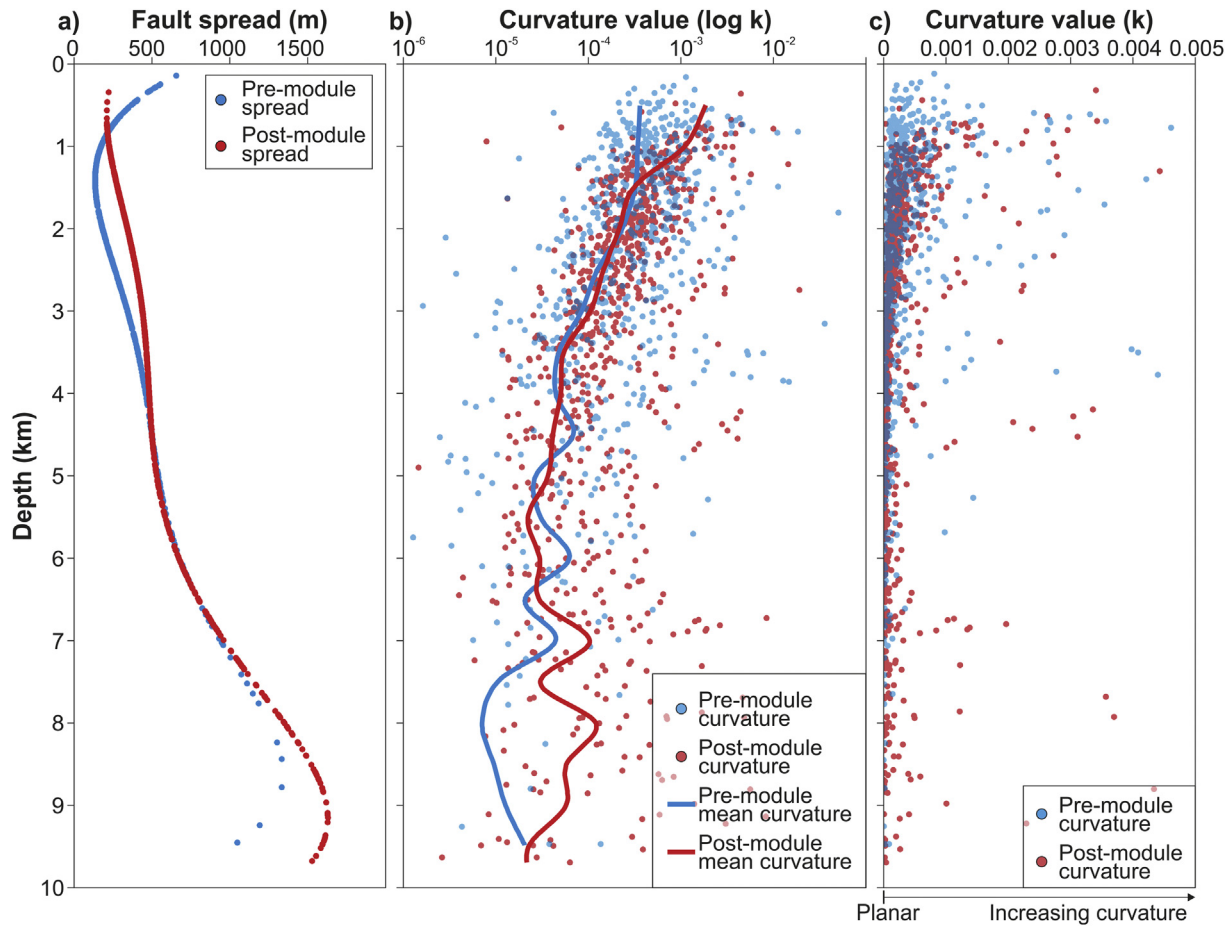 a) Fault spread (m)
0 500 1000 1500
b) Curvature value (log k)
10-6 10-5 10-4 10-3 10-2
c) Curvature value (k)
0 0.001 0.002 0.003 0.004 0.005
Depth (km)
0
1
2
3
4
5
6
7
8
9
10
Pre-module
spread
Post-module
spread
Pre-module
curvature
Post-module
curvature
Pre-module
mean curvature
Post-module
mean curvature
Pre-module
curvature
Post-module
curvature
Planar Increasing curvature